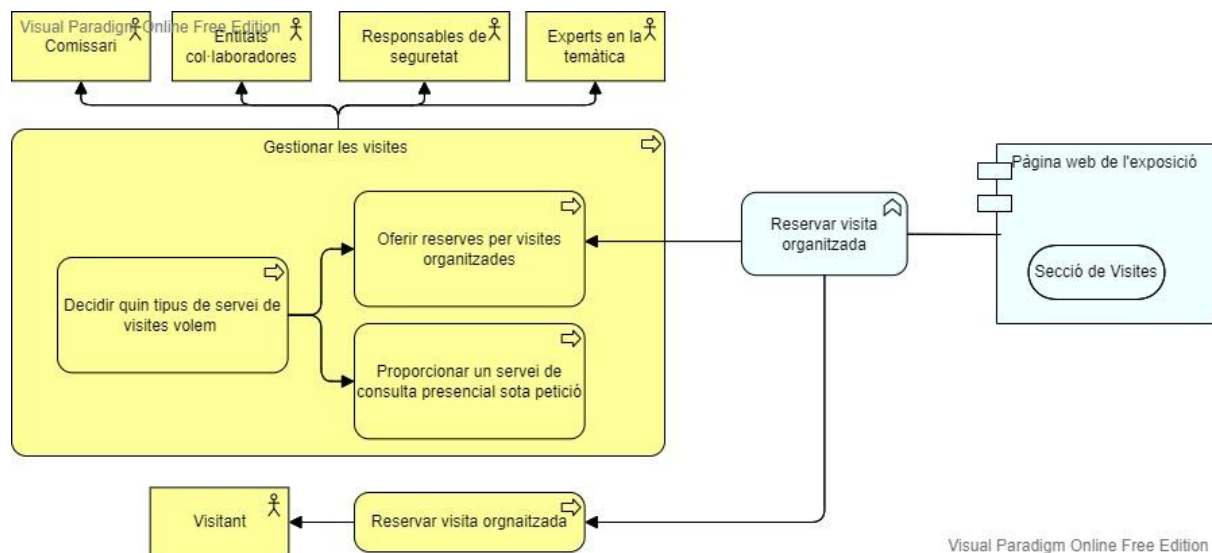 Visual Paradigm Online Free Edition
Comissari
Entitats
col·laboradores
Responsables de
seguretat
Experts en la
temàtica
Gestionar les visites
Pàgina web de l'exposició
Oferir reserves per visites
organitzades
Reservar visita
organitzada
Secció de Visites
Decidir quin tipus de servei de
visites volem
Proporcionar un servei de
consulta presencial sota petició
Visitant
Reservar visita orgnaitzada
Visual Paradigm Online Free Edition